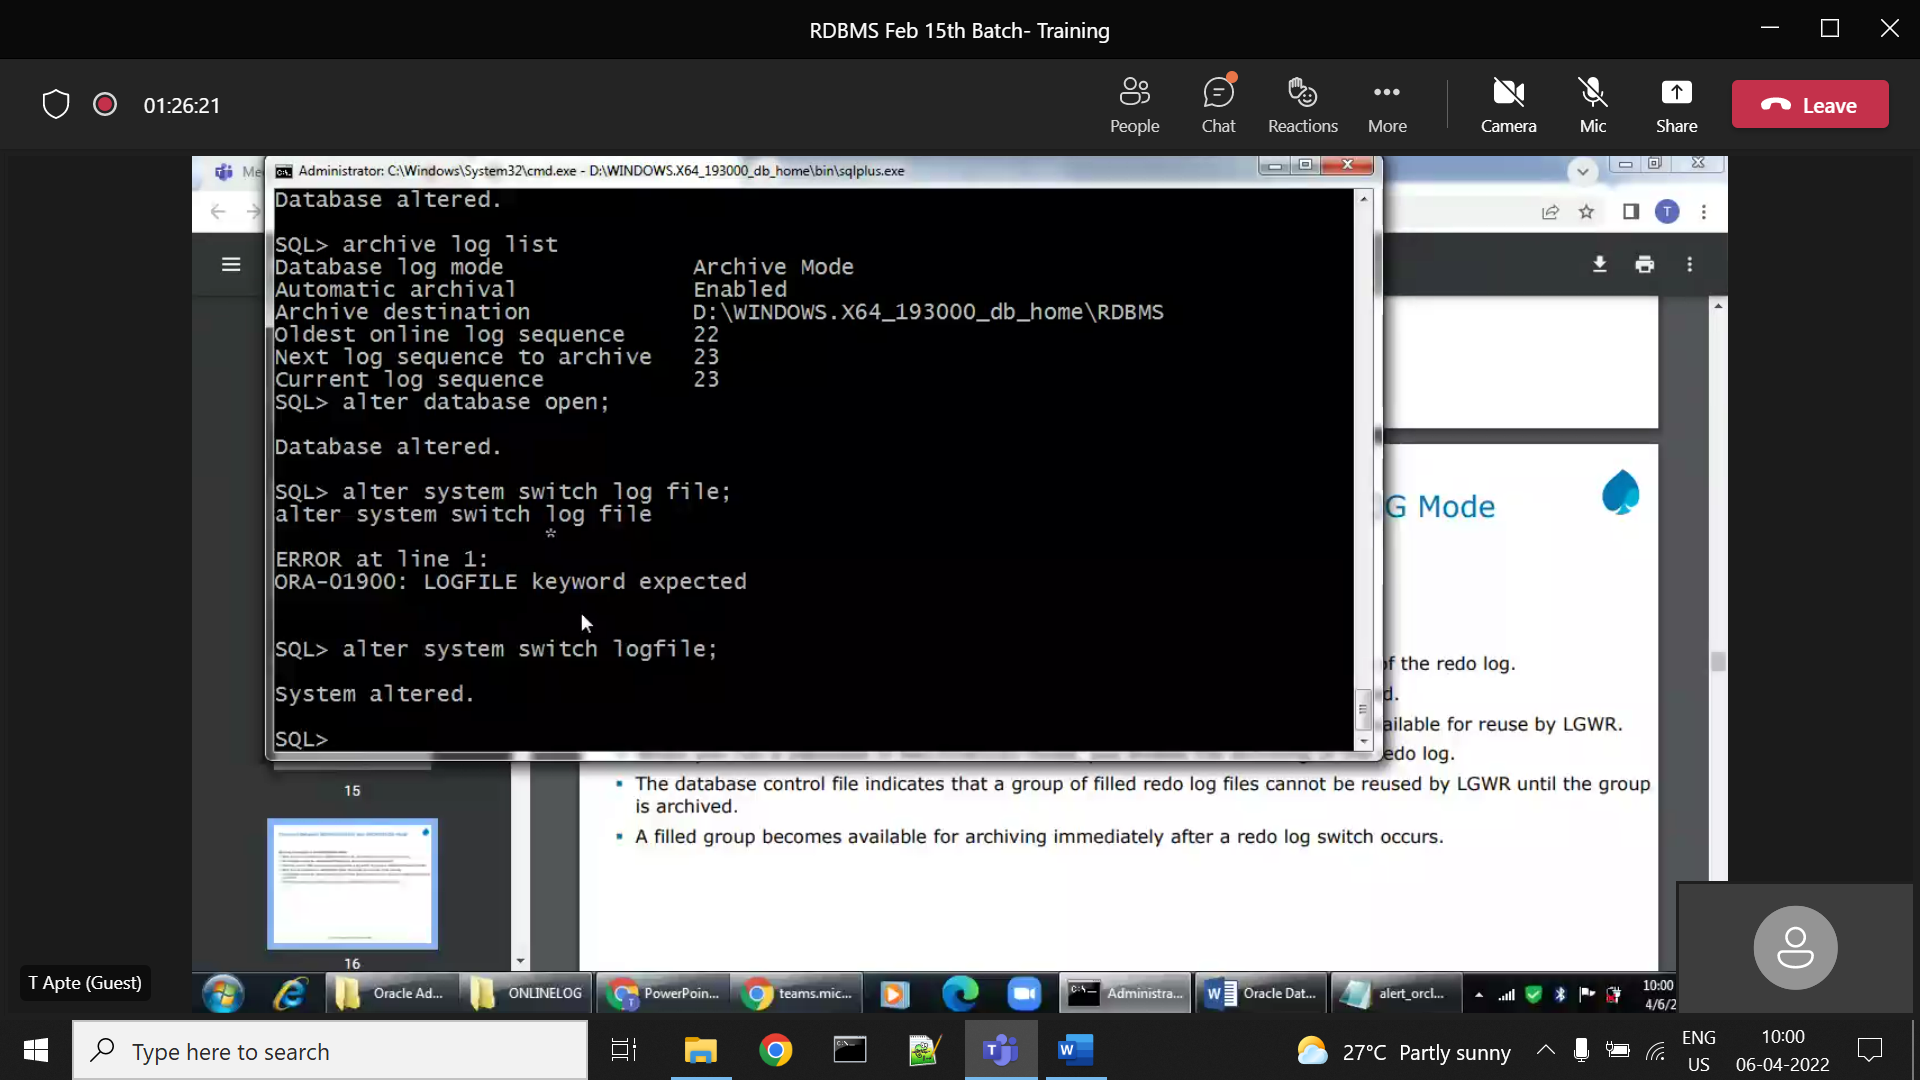 RDBMS Feb 15th Batch- Training
01:26:21
People
Chat
Reactions
More
Camera
Mic
Share
Leave
Administrator: C:\Windows\System32\cmd.exe - D:\WINDOWS.X64_193000_db_home\bin\sqlplus.exe
Database altered.
SQL> archive log list
Database log mode Archive Mode
Automatic archival Enabled
Archive destination D:\WINDOWS.X64_193000_db_home\RDBMS
Oldest online log sequence 22
Next log sequence to archive 23
Current log sequence 23
SQL> alter database open;
Database altered.
SQL> alter system switch log file;
alter system switch log file
*
ERROR at line 1:
ORA-01900: LOGFILE keyword expected
SQL> alter system switch logfile;
System altered.
SQL>
T
G Mode
of the redo log.
d.
ailable for reuse by LGWR.
edo log.
▪ The database control file indicates that a group of filled redo log files cannot be reused by LGWR until the group
is archived.
▪ A filled group becomes available for archiving immediately after a redo log switch occurs.
15
16
T Apte (Guest)
Oracle Ad...
ONLINELOG
PowerPoin...
teams.mic...
Administra...
Oracle Dat...
alert_orcl...
10:00
4/6/2
Type here to search
27°C Partly sunny
ENG
US
10:00
06-04-2022